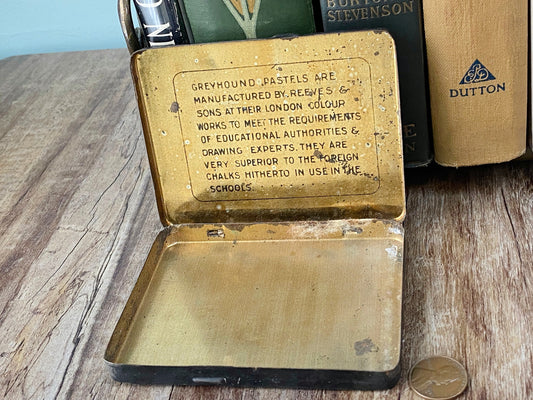 BURTON
STEVENSON
DUTTON
GREYHOUND PASTELS ARE
MANUFACTURED BY REEVES &
SONS AT THEIR LONDON COLOUR
WORKS TO MEET THE REQUIREMENTS
OF EDUCATIONAL AUTHORITIES &
DRAWING EXPERTS. THEY ARE
VERY SUPERIOR TO THE FOREIGN
CHALKS HITHERTO IN USE IN THE
SCHOOLS.